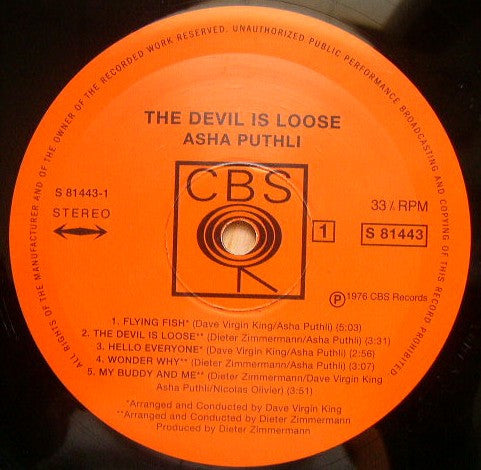 ALL RIGHTS OF THE MANUFACTURER AND OF THE OWNER OF THE RECORDED WORK RESERVED. UNAUTHORIZED PUBLIC PERFORMANCE BROADCASTING AND COPYING OF THIS RECORD PROHIBITED.
THE DEVIL IS LOOSE
ASHA PUTHLI
CBS
S 81443-1
STEREO
33⅓ RPM
1
S 81443
℗ 1976 CBS Records
1. FLYING FISH* (Dave Virgin King/Asha Puthli) (5:03)
2. THE DEVIL IS LOOSE** (Dieter Zimmermann/Asha Puthli) (3:31)
3. HELLO EVERYONE* (Dave Virgin King/Asha Puthli) (2:56)
4. WONDER WHY** (Dieter Zimmermann/Asha Puthli) (3:07)
5. MY BUDDY AND ME** (Dieter Zimmermann/Dave Virgin King
Asha Puthli/Nicolas Olivier) (3:51)
*Arranged and Conducted by Dave Virgin King
**Arranged and Conducted by Dieter Zimmermann
Produced by Dieter Zimmermann